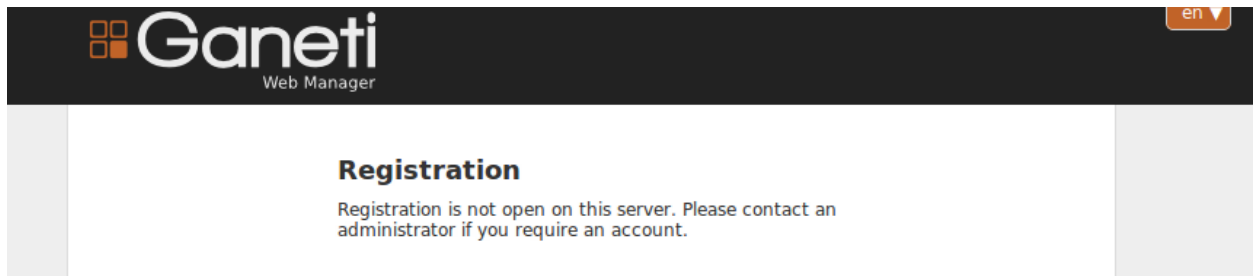 Ganeti
Web Manager
en
Registration
Registration is not open on this server. Please contact an
administrator if you require an account.